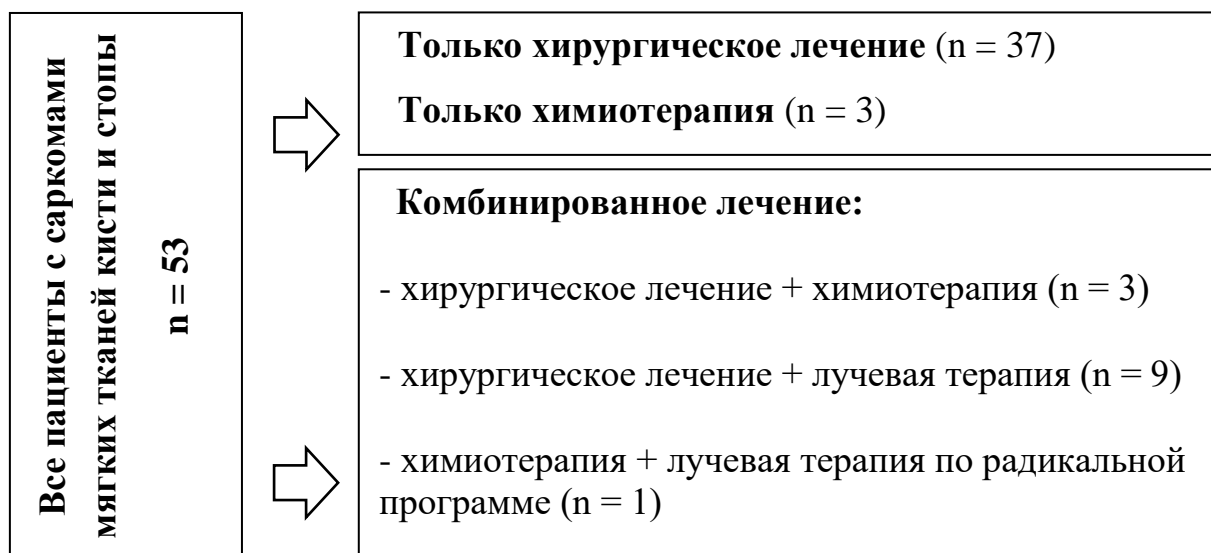 Все пациенты с саркомами
мягких тканей кисти и стопы
n = 53
Только хирургическое лечение (n = 37)
Только химиотерапия (n = 3)
Комбинированное лечение:
- хирургическое лечение + химиотерапия (n = 3)
- хирургическое лечение + лучевая терапия (n = 9)
- химиотерапия + лучевая терапия по радикальной
программе (n = 1)